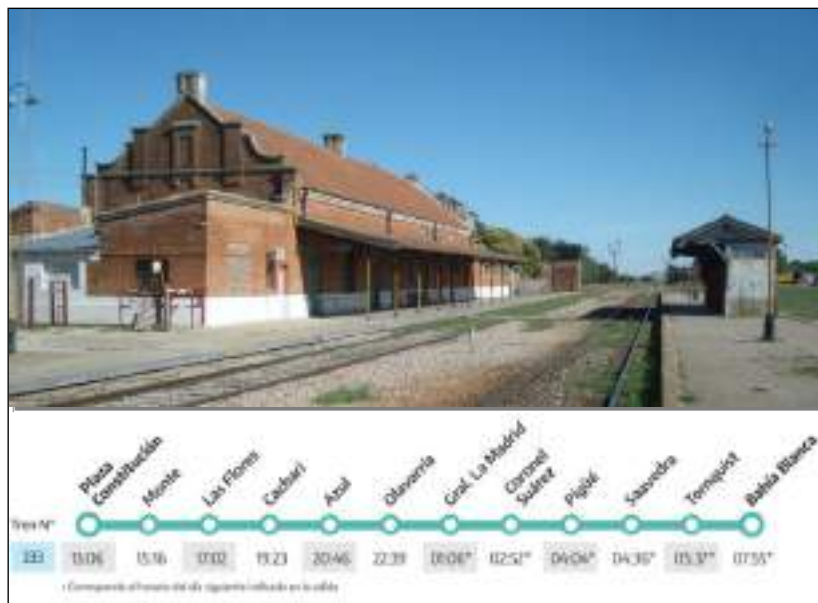 Plaza Constitución
Monte
Las Flores
Cacharí
Azul
Olavarría
Gral. La Madrid
Coronel Suárez
Pigüé
Saavedra
Tornquist
Bahía Blanca
Tren N°
333 13:06 15:16 17:02 19:23 20:46 22:39 01:06* 02:52* 04:04* 04:36* 05:37* 07:55*
* Corresponde al horario del día siguiente indicado en la salida